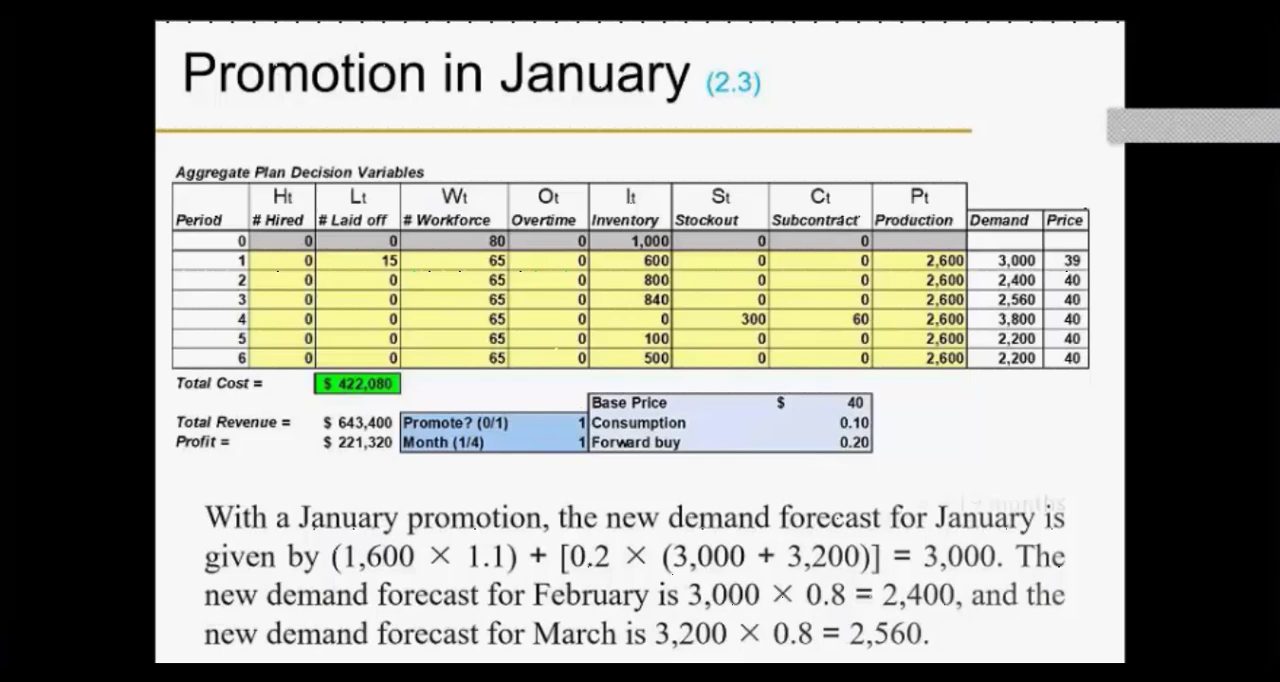 Promotion in January (2.3)
Aggregate Plan Decision Variables
Ht Lt Wt Ot It St Ct Pt
Period # Hired # Laid off # Workforce Overtime Inventory Stockout Subcontract Production Demand Price
0 0 0 80 0 1,000 0 0
1 0 15 65 0 600 0 0 2,600 3,000 39
2 0 0 65 0 800 0 0 2,600 2,400 40
3 0 0 65 0 840 0 0 2,600 2,560 40
4 0 0 65 0 0 300 60 2,600 3,800 40
5 0 0 65 0 100 0 0 2,600 2,200 40
6 0 0 65 0 500 0 0 2,600 2,200 40
Total Cost = $ 422,080
Base Price $ 40
Total Revenue = $ 643,400 Promote? (0/1) 1 Consumption 0.10
Profit = $ 221,320 Month (1/4) 1 Forward buy 0.20
With a January promotion, the new demand forecast for January is
given by (1,600 × 1.1) + [0.2 × (3,000 + 3,200)] = 3,000. The
new demand forecast for February is 3,000 × 0.8 = 2,400, and the
new demand forecast for March is 3,200 × 0.8 = 2,560.